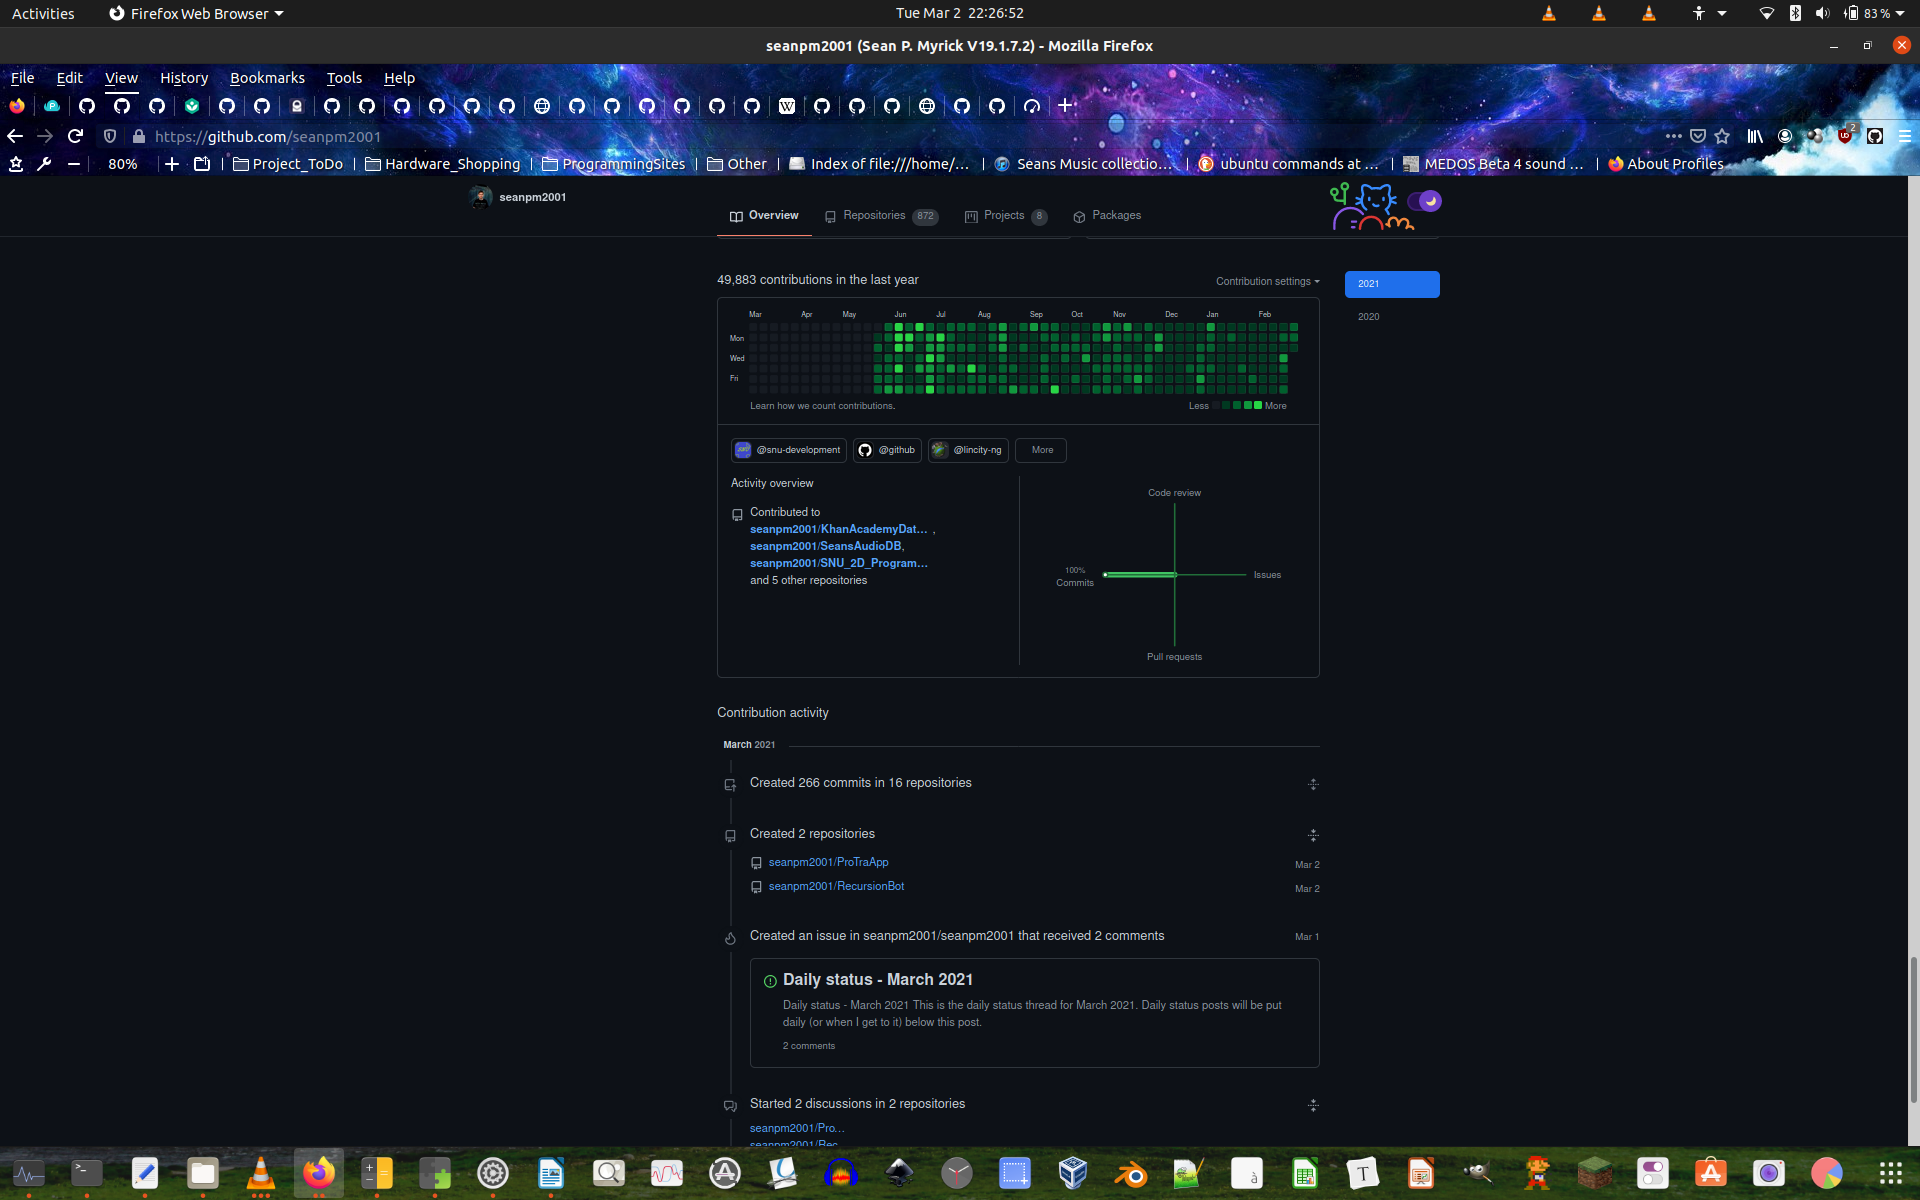 Activities
Firefox Web Browser
Tue Mar 2 22:26:52
83 %
seanpm2001 (Sean P. Myrick V19.1.7.2) - Mozilla Firefox
File Edit View History Bookmarks Tools Help
https://github.com/seanpm2001
2
80%
Project_ToDo
Hardware_Shopping
ProgrammingSites
Other
Index of file:///home/...
Seans Music collectio...
ubuntu commands at ...
MEDOS Beta 4 sound ...
About Profiles
seanpm2001
Overview
Repositories 872
Projects 8
Packages
49,883 contributions in the last year
Contribution settings
2021
2020
Mar Apr May Jun Jul Aug Sep Oct Nov Dec Jan Feb
Mon
Wed
Fri
Learn how we count contributions.
Less More
@snu-development
@github
@lincity-ng
More
Activity overview
Contributed to
seanpm2001/KhanAcademyDat... ,
seanpm2001/SeansAudioDB,
seanpm2001/SNU_2D_Program...
and 5 other repositories
Code review
100%
Commits
Issues
Pull requests
Contribution activity
March 2021
Created 266 commits in 16 repositories
Created 2 repositories
seanpm2001/ProTraApp
Mar 2
seanpm2001/RecursionBot
Mar 2
Created an issue in seanpm2001/seanpm2001 that received 2 comments
Mar 1
Daily status - March 2021
Daily status - March 2021 This is the daily status thread for March 2021. Daily status posts will be put
daily (or when I get to it) below this post.
2 comments
Started 2 discussions in 2 repositories
seanpm2001/Pro...
seanpm2001/Rec...